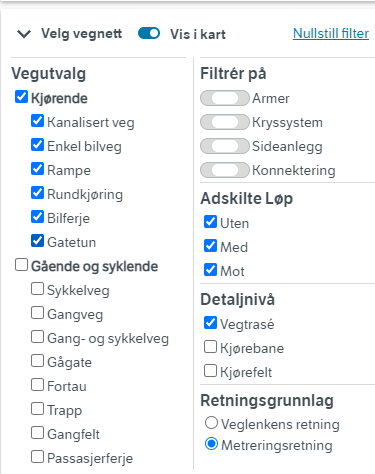 Velg vegnett
Vis i kart
Nullstill filter
Vegutvalg
Kjørende
Kanalisert veg
Enkel bilveg
Rampe
Rundkjøring
Bilferje
Gatetun
Gående og syklende
Sykkelveg
Gangveg
Gang- og sykkelveg
Gågate
Fortau
Trapp
Gangfelt
Passasjerferje
Filtrér på
Armer
Kryssystem
Sideanlegg
Konnektering
Adskilte Løp
Uten
Med
Mot
Detaljnivå
Vegtrasé
Kjørebane
Kjørefelt
Retningsgrunnlag
Veglenkens retning
Metreringsretning